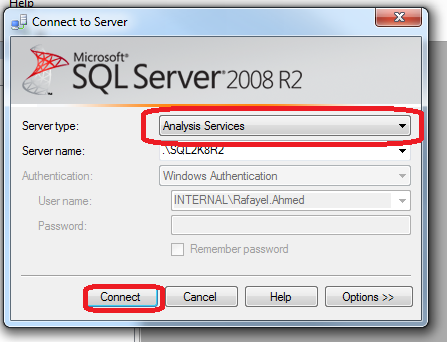 Help
Connect to Server
Microsoft®
SQL Server® 2008 R2
Server type: Analysis Services
Server name: .\SQL2K8R2
Authentication: Windows Authentication
User name: INTERNAL\Rafayel.Ahmed
Password:
Remember password
Connect Cancel Help Options >>